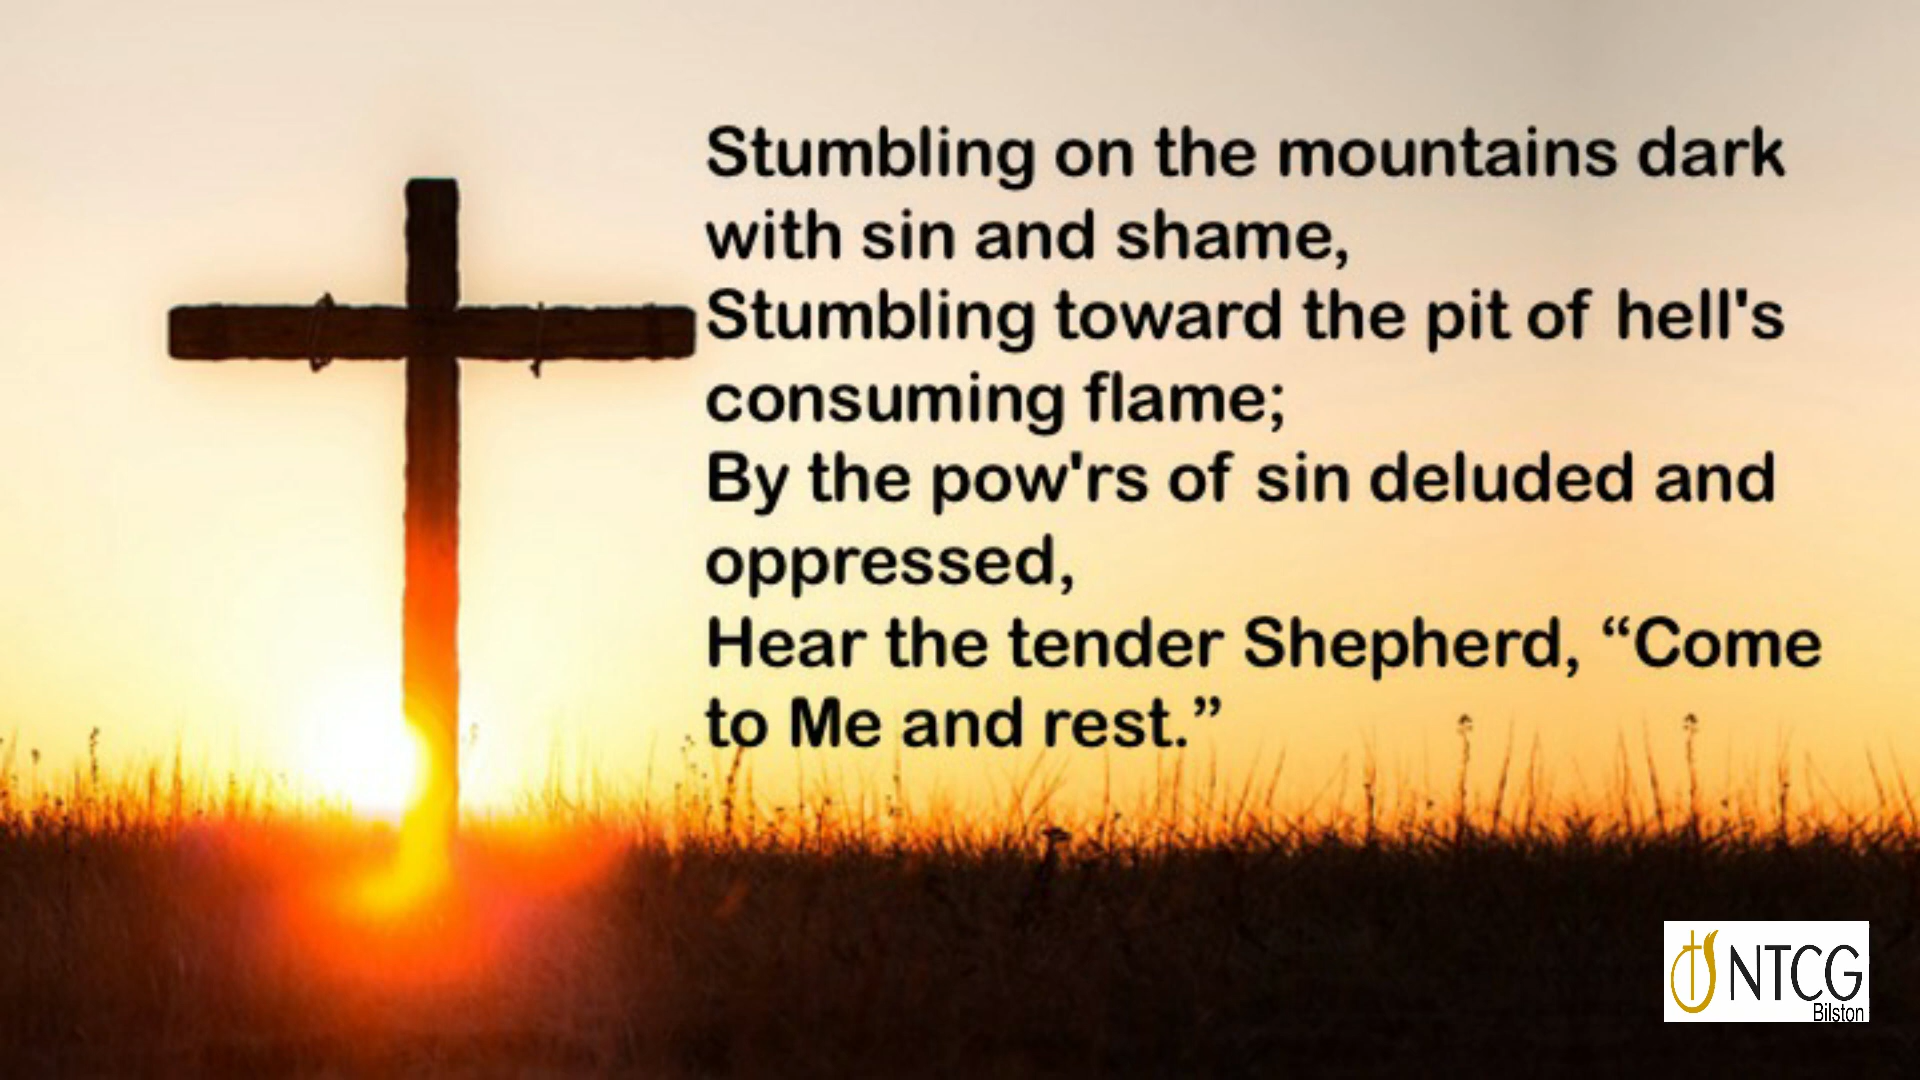 Stumbling on the mountains dark
with sin and shame,
Stumbling toward the pit of hell's
consuming flame;
By the pow'rs of sin deluded and
oppressed,
Hear the tender Shepherd, “Come
to Me and rest.”
NTCG
Bilston